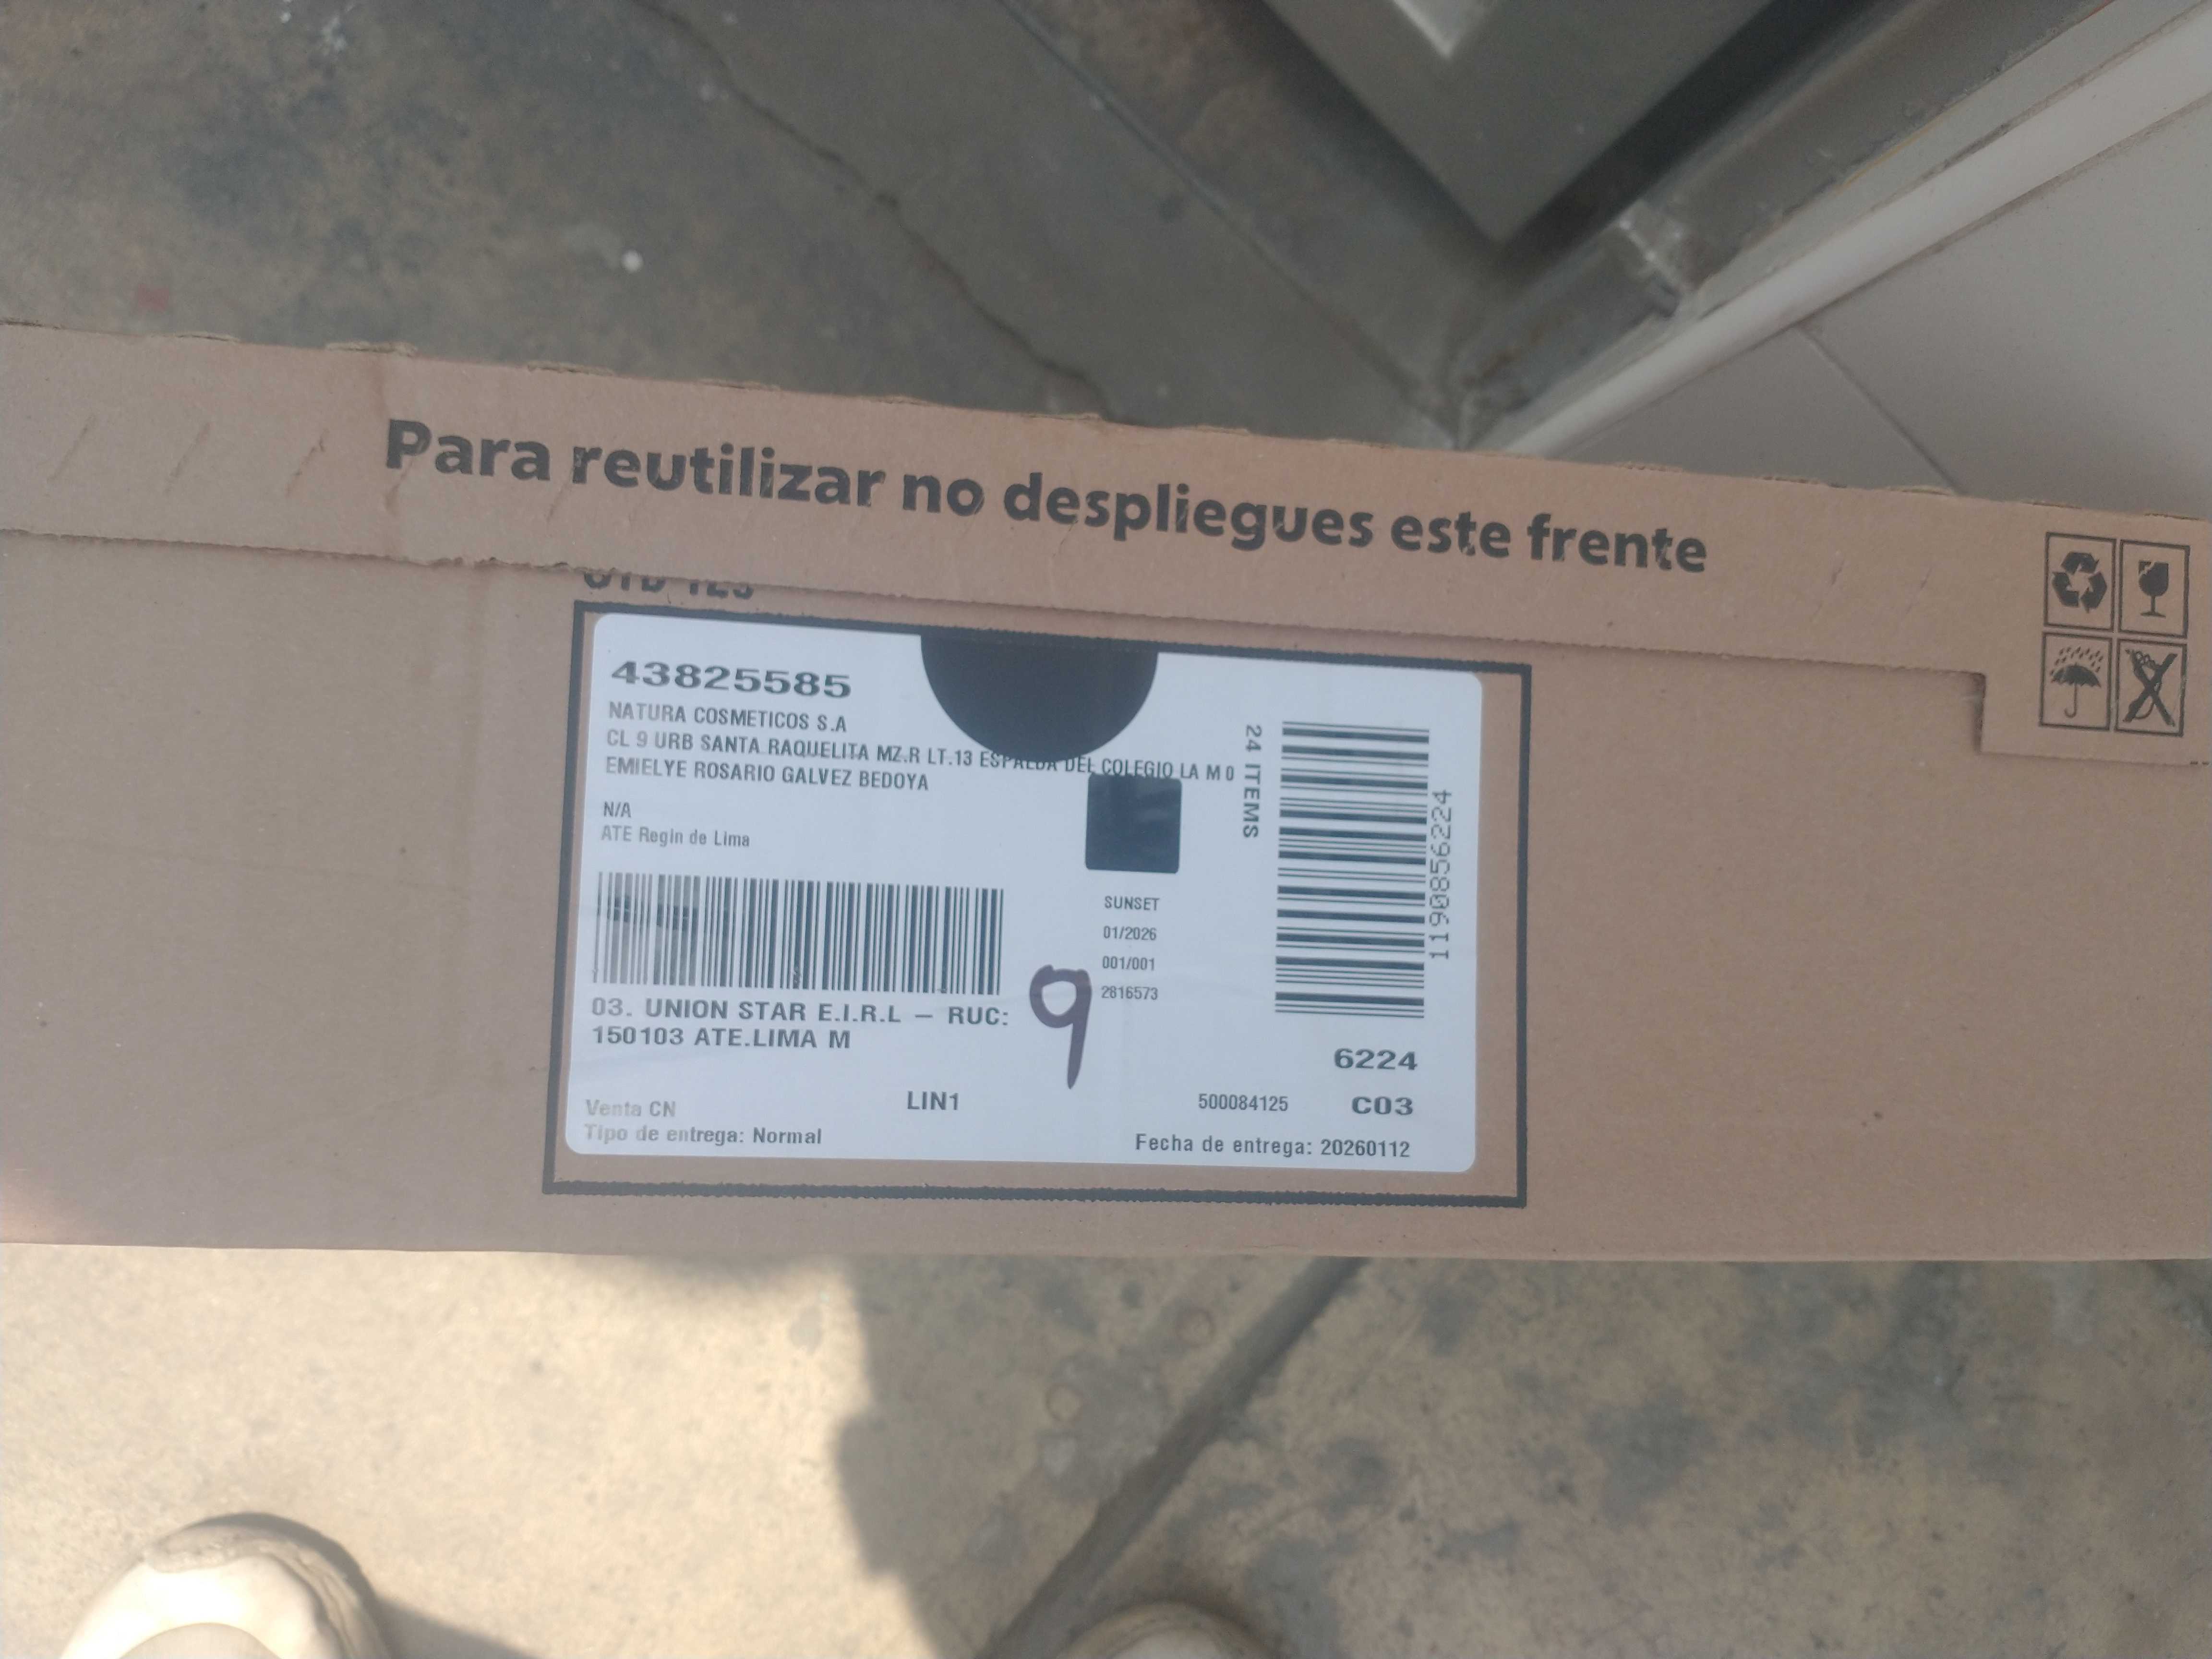 Para reutilizar no despliegues este frente
43825585
NATURA COSMETICOS S.A
CL 9 URB SANTA RAQUELITA MZ.R LT.13 ESPALDA DEL COLEGIO LA M 0
EMIELYE ROSARIO GALVEZ BEDOYA
N/A
ATE Regin de Lima
24 ITEMS
1190856224
SUNSET
01/2026
001/001
2816573
9
03. UNION STAR E.I.R.L – RUC:
150103 ATE.LIMA M
6224
Venta CN
LIN1
500084125
C03
Tipo de entrega: Normal
Fecha de entrega: 20260112